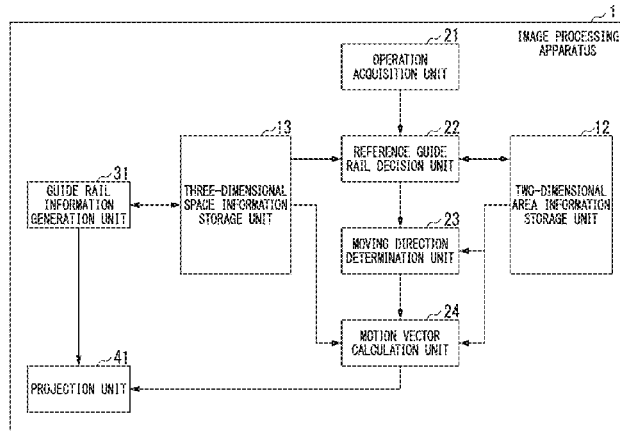 1
IMAGE PROCESSING
APPARATUS
21
OPERATION
ACQUISITION UNIT
13
THREE-DIMENSIONAL
SPACE INFORMATION
STORAGE UNIT
22
REFERENCE GUIDE
RAIL DECISION UNIT
12
TWO-DIMENSIONAL
AREA INFORMATION
STORAGE UNIT
31
GUIDE RAIL
INFORMATION
GENERATION UNIT
23
MOVING DIRECTION
DETERMINATION UNIT
24
MOTION VECTOR
CALCULATION UNIT
41
PROJECTION UNIT